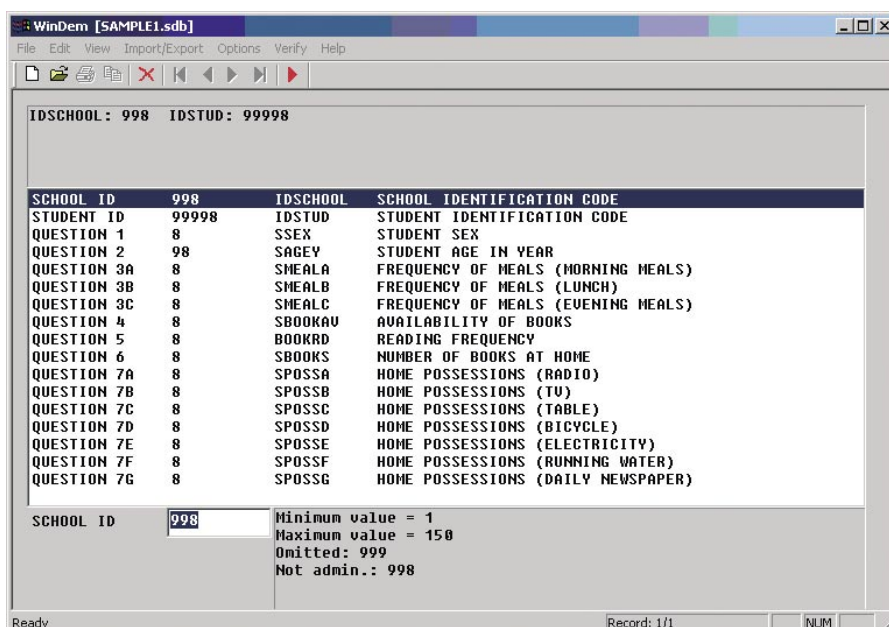 WinDem [SAMPLE1.sdb]
File Edit View Import/Export Options Verify Help
IDSCHOOL: 998 IDSTUD: 99998
SCHOOL ID 998 IDSCHOOL SCHOOL IDENTIFICATION CODE
STUDENT ID 99998 IDSTUD STUDENT IDENTIFICATION CODE
QUESTION 1 8 SSEX STUDENT SEX
QUESTION 2 98 SAGEY STUDENT AGE IN YEAR
QUESTION 3A 8 SMEALA FREQUENCY OF MEALS (MORNING MEALS)
QUESTION 3B 8 SMEALB FREQUENCY OF MEALS (LUNCH)
QUESTION 3C 8 SMEALC FREQUENCY OF MEALS (EVENING MEALS)
QUESTION 4 8 SBOOKAV AVAILABILITY OF BOOKS
QUESTION 5 8 BOOKRD READING FREQUENCY
QUESTION 6 8 SBOOKS NUMBER OF BOOKS AT HOME
QUESTION 7A 8 SPOSSA HOME POSSESSIONS (RADIO)
QUESTION 7B 8 SPOSSB HOME POSSESSIONS (TV)
QUESTION 7C 8 SPOSSC HOME POSSESSIONS (TABLE)
QUESTION 7D 8 SPOSSD HOME POSSESSIONS (BICYCLE)
QUESTION 7E 8 SPOSSE HOME POSSESSIONS (ELECTRICITY)
QUESTION 7F 8 SPOSSF HOME POSSESSIONS (RUNNING WATER)
QUESTION 7G 8 SPOSSG HOME POSSESSIONS (DAILY NEWSPAPER)
SCHOOL ID 998 Minimum value = 1
Maximum value = 150
Omitted: 999
Not admin.: 998
Ready Record: 1/1 NUM